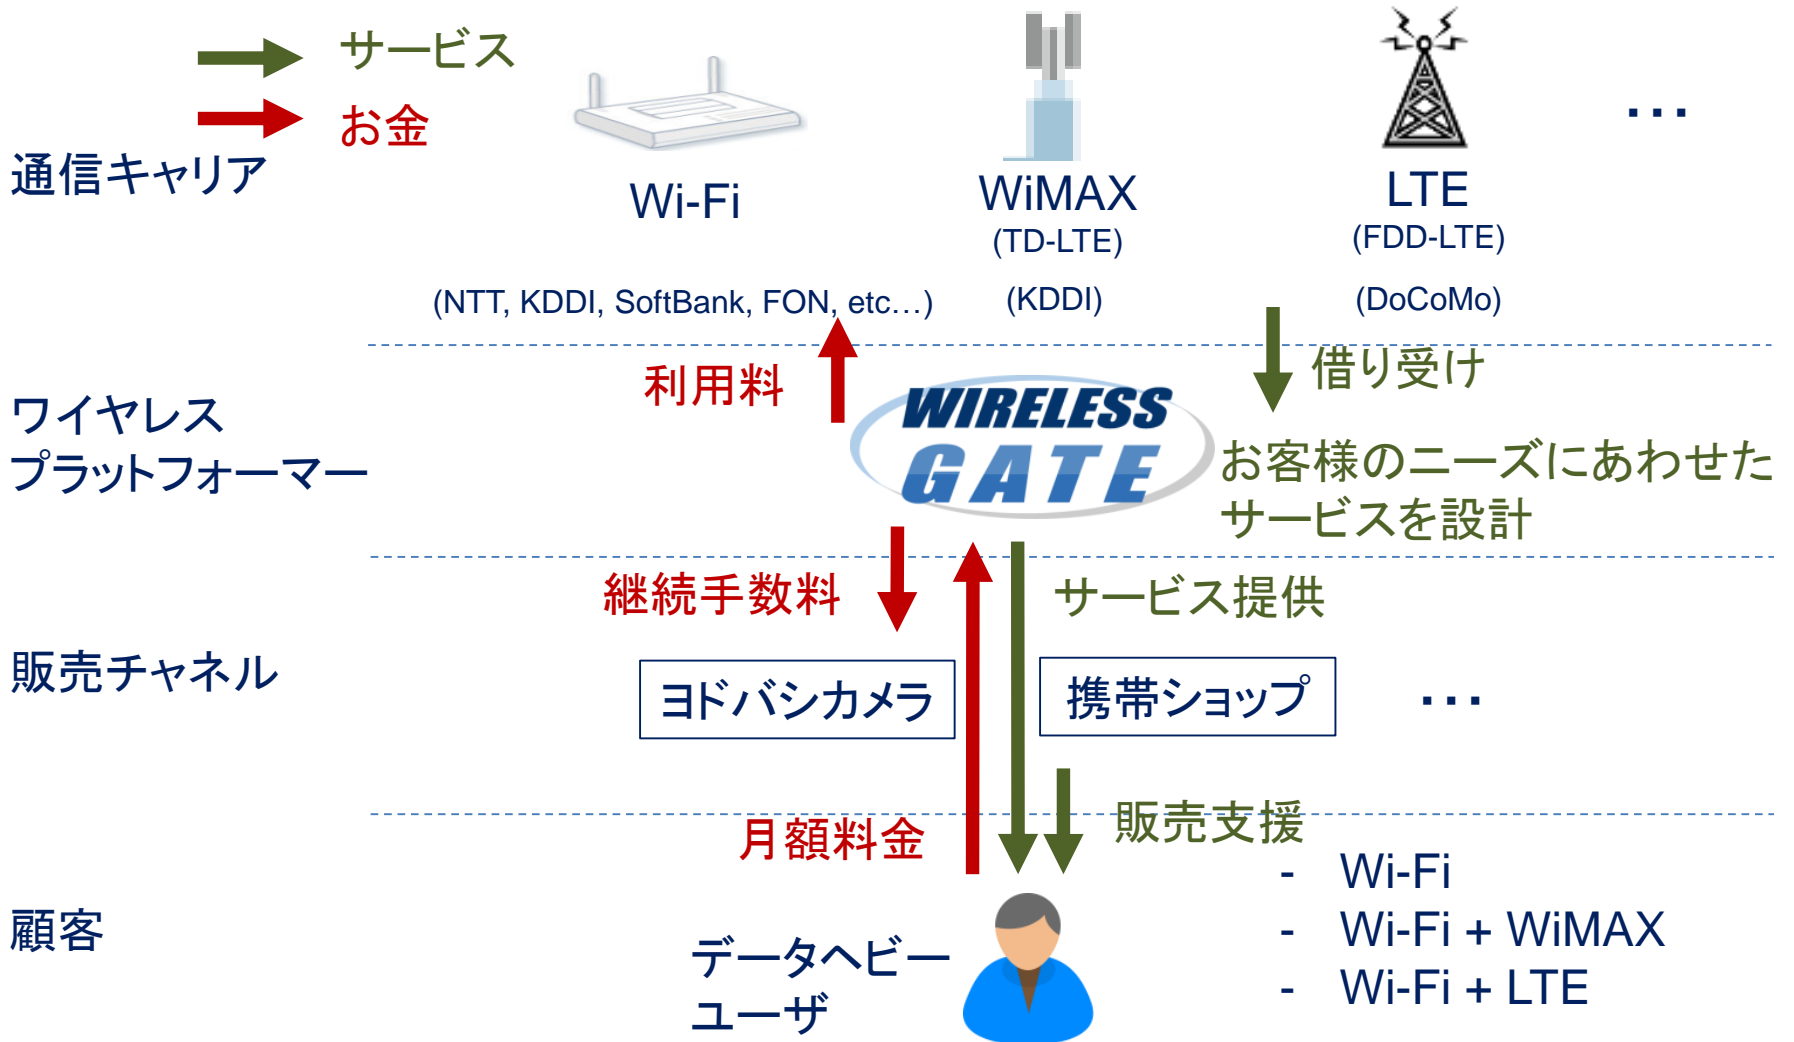 サービス
お金
通信キャリア
Wi-Fi
WiMAX
(TD-LTE)
LTE
(FDD-LTE)
...
(NTT, KDDI, SoftBank, FON, etc…)
(KDDI)
(DoCoMo)
利用料
借り受け
ワイヤレス
プラットフォーマー
WIRELESS
GATE
お客様のニーズにあわせた
サービスを設計
継続手数料
サービス提供
販売チャネル
ヨドバシカメラ
携帯ショップ
...
月額料金
販売支援
顧客
データヘビー
ユーザ
- Wi-Fi
- Wi-Fi + WiMAX
- Wi-Fi + LTE